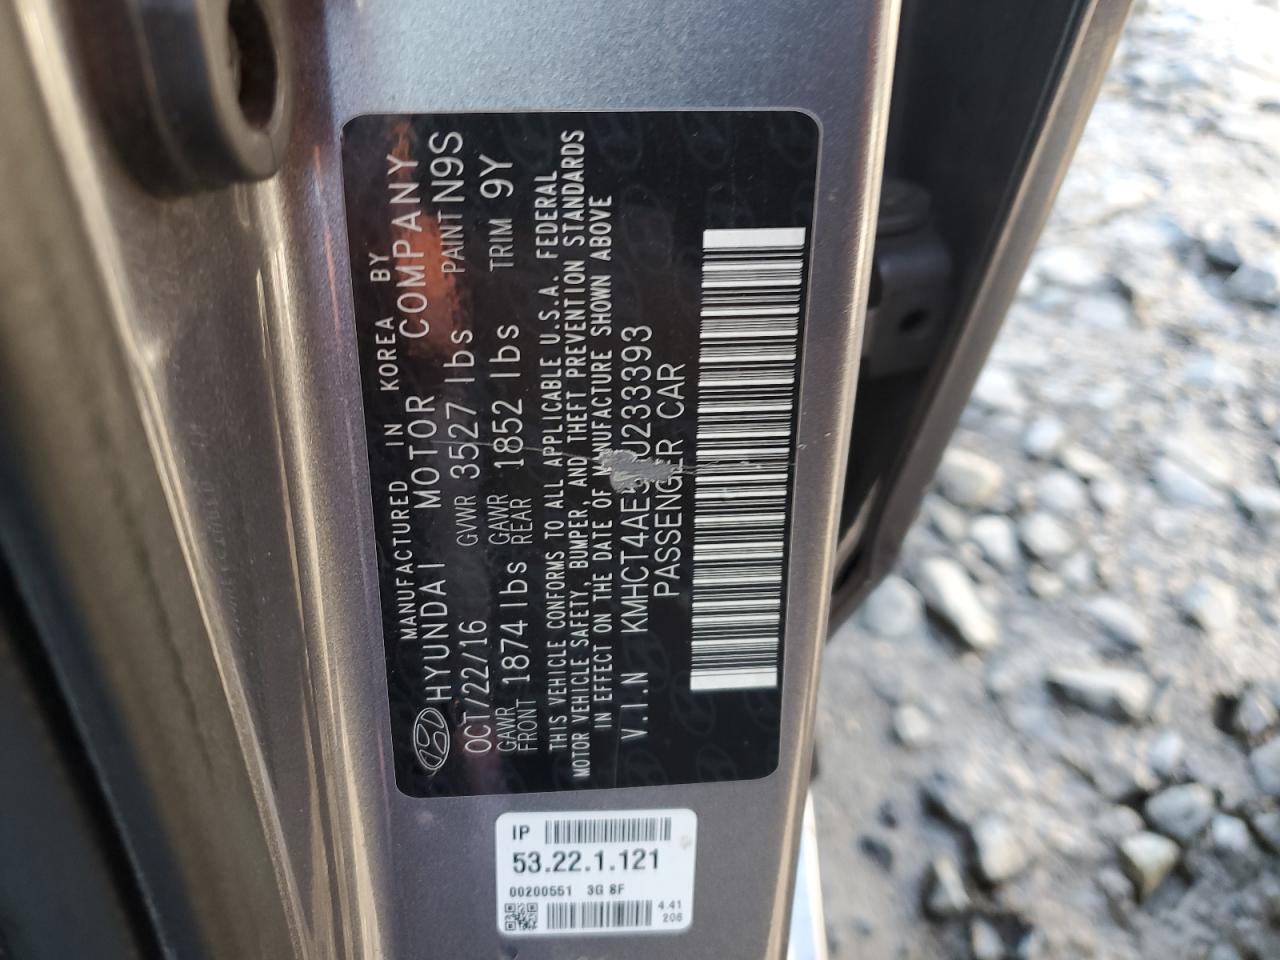 MANUFACTURED IN KOREA BY
HYUNDAI MOTOR COMPANY
OCT/22/16 GVWR 3527 lbs PAINT N9S
GAWR FRONT 1874 lbs GAWR REAR 1852 lbs TRIM 9Y
THIS VEHICLE CONFORMS TO ALL APPLICABLE U.S.A. FEDERAL
MOTOR VEHICLE SAFETY, BUMPER, AND THEFT PREVENTION STANDARDS
IN EFFECT ON THE DATE OF MANUFACTURE SHOWN ABOVE
V.I.N
PASSENGER CAR
IP
53.22.1.121
00200551 3G 8F
4.41
206